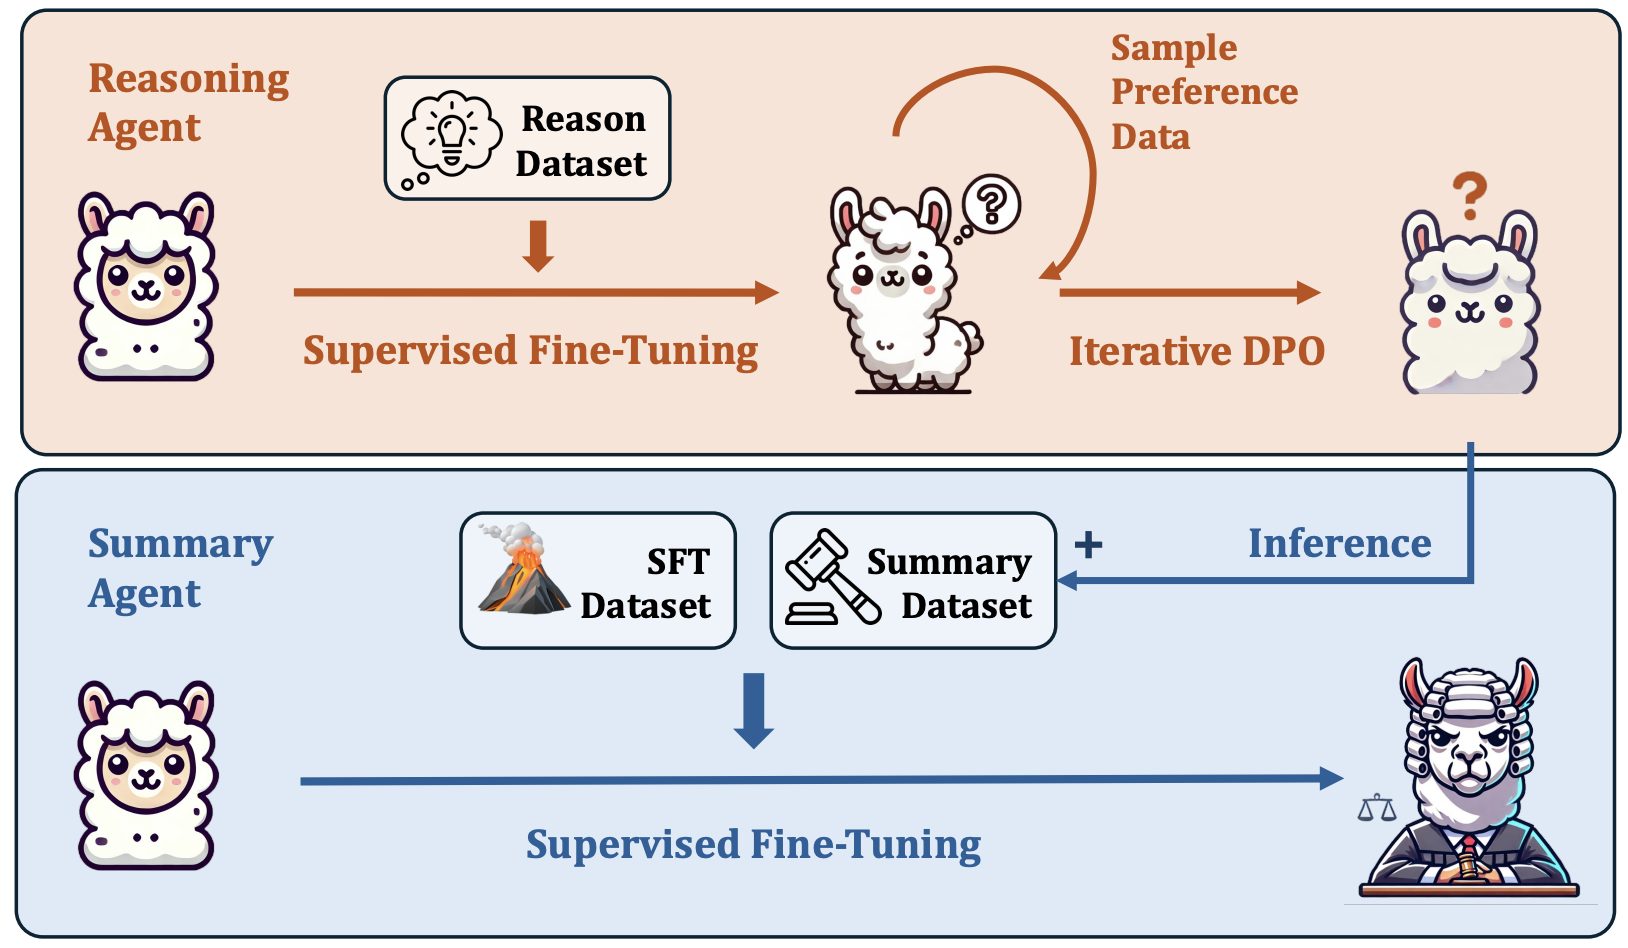 Reasoning
Agent
Reason
Dataset
Sample
Preference
Data
?
?
Supervised Fine-Tuning
Iterative DPO
Summary
Agent
SFT
Dataset
Summary
Dataset
+
Inference
Supervised Fine-Tuning